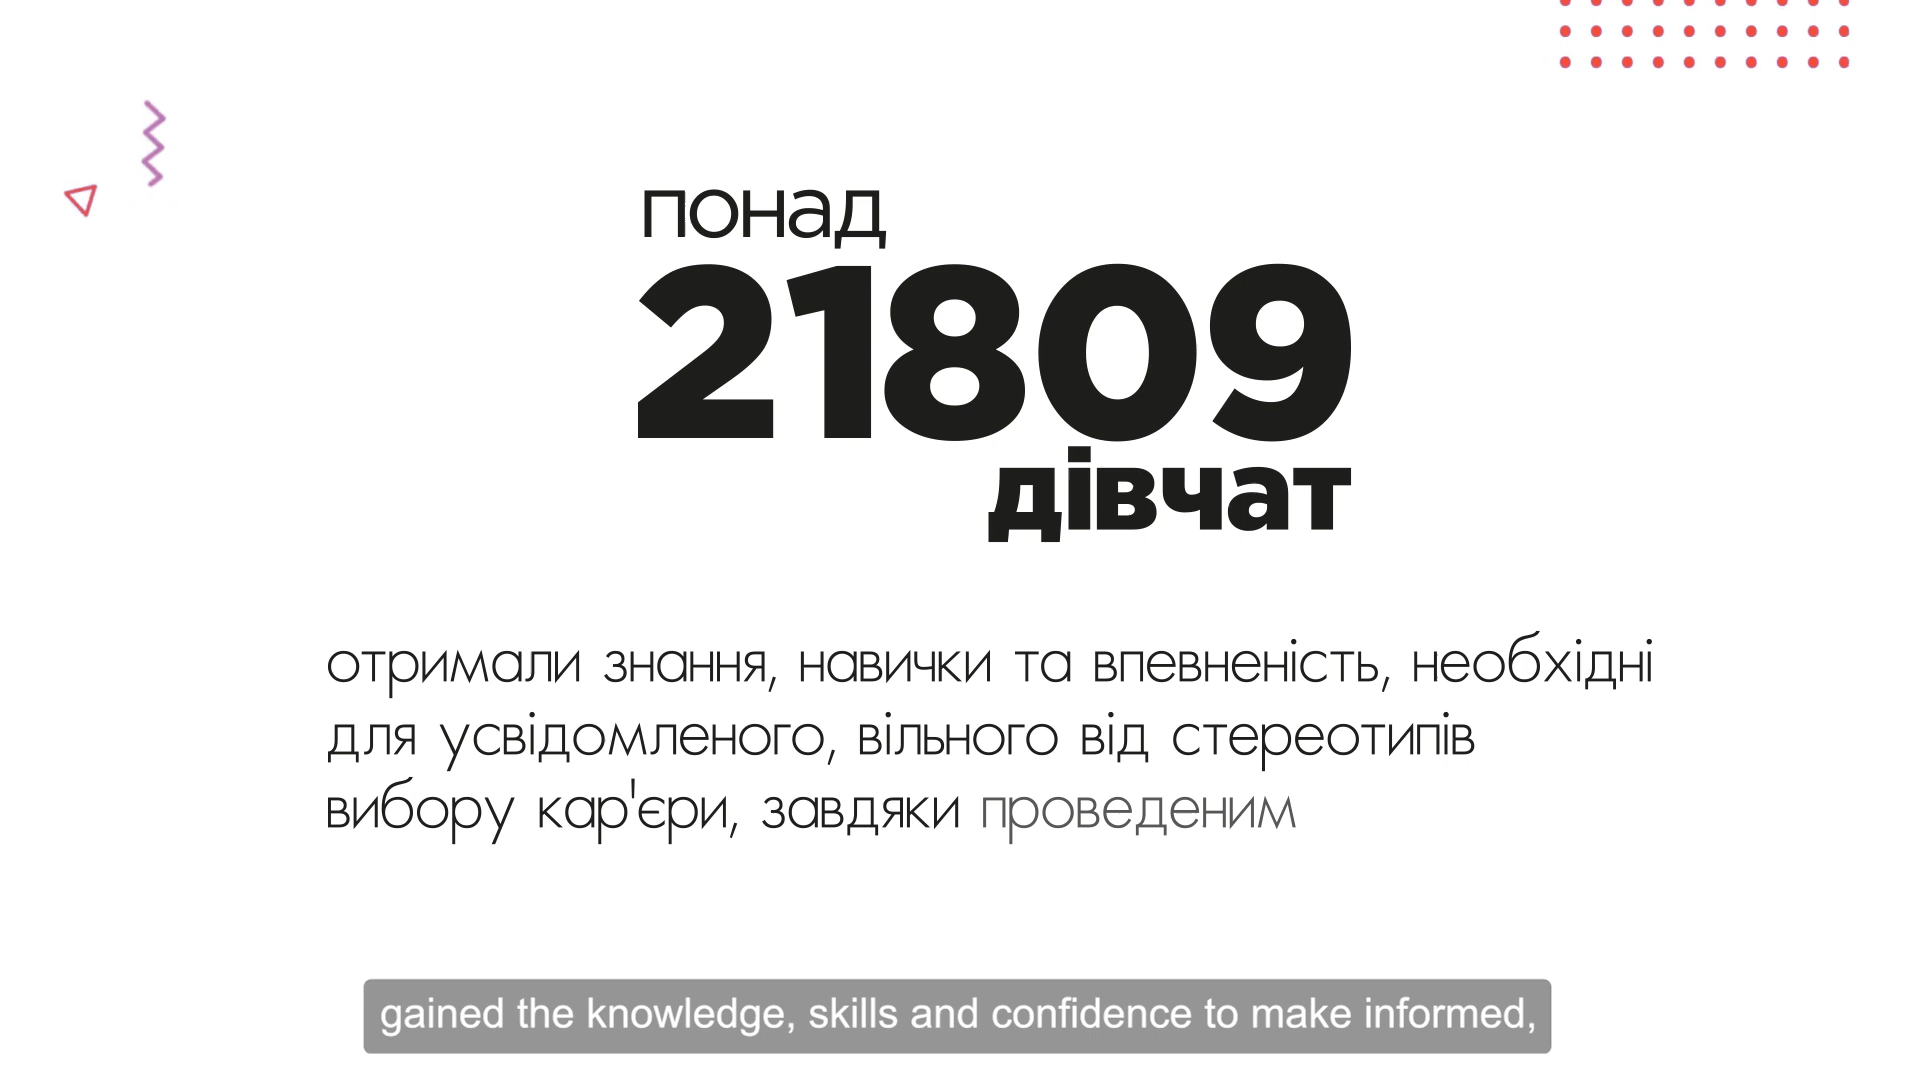 понад
21809
дівчат
отримали знання, навички та впевненість, необхідні
для усвідомленого, вільного від стереотипів
вибору кар'єри, завдяки проведеним
gained the knowledge, skills and confidence to make informed,